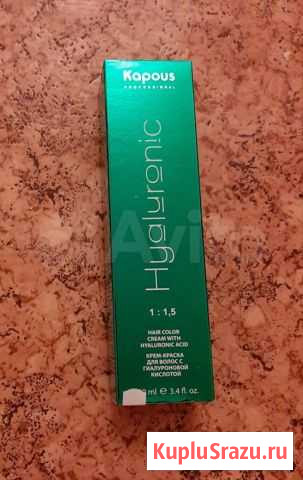 Kapous
PROFESSIONAL
Hyaluronic
1 : 1,5
HAIR COLOR
CREAM WITH
HYALURONIC ACID
КРЕМ-КРАСКА
ДЛЯ ВОЛОС С
ГИАЛУРОНОВОЙ
КИСЛОТОЙ
ml ℮ 3.4 fl. oz.
Avito
KupluSrazu.ru